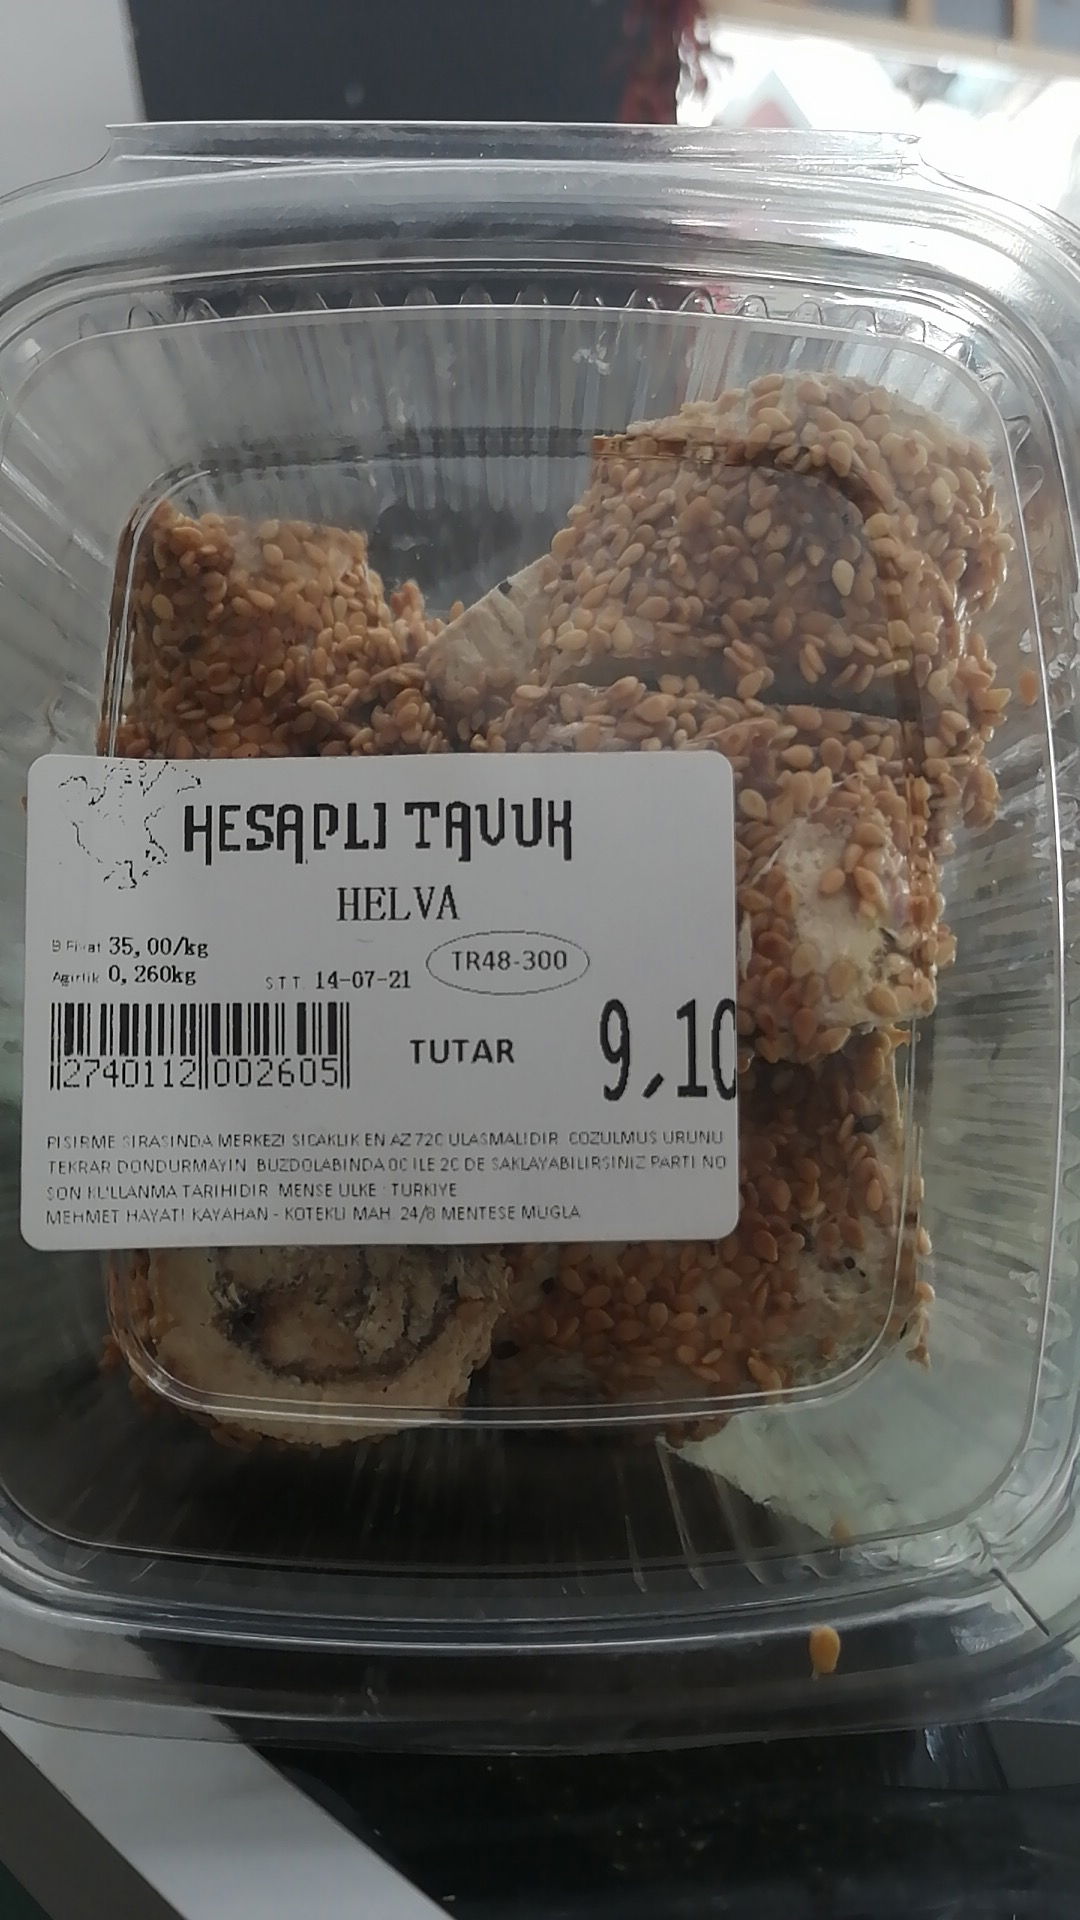 HESAPLI TAVUK
HELVA
B Fiyat 35,00/kg
Agırlık 0,260kg
STT 14-07-21
TR48-300
2740112 002605
TUTAR 9,10
PISIRME SIRASINDA MERKEZI SICAKLIK EN AZ 72C ULASMALIDIR COZULMUS URUNU
TEKRAR DONDURMAYIN BUZDOLABINDA 0C ILE 2C DE SAKLAYABILIRSINIZ PARTI NO
SON KULLANMA TARIHIDIR MENSE ULKE : TURKIYE
MEHMET HAYATI KAYAHAN - KOTEKLI MAH. 24/8 MENTESE MUGLA